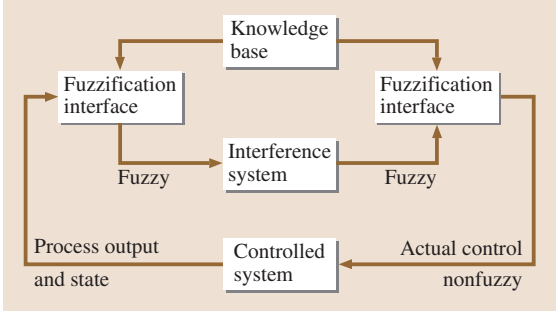 Knowledge
base
Fuzzification
interface
Fuzzification
interface
Interference
system
Fuzzy
Fuzzy
Process output
and state
Controlled
system
Actual control
nonfuzzy